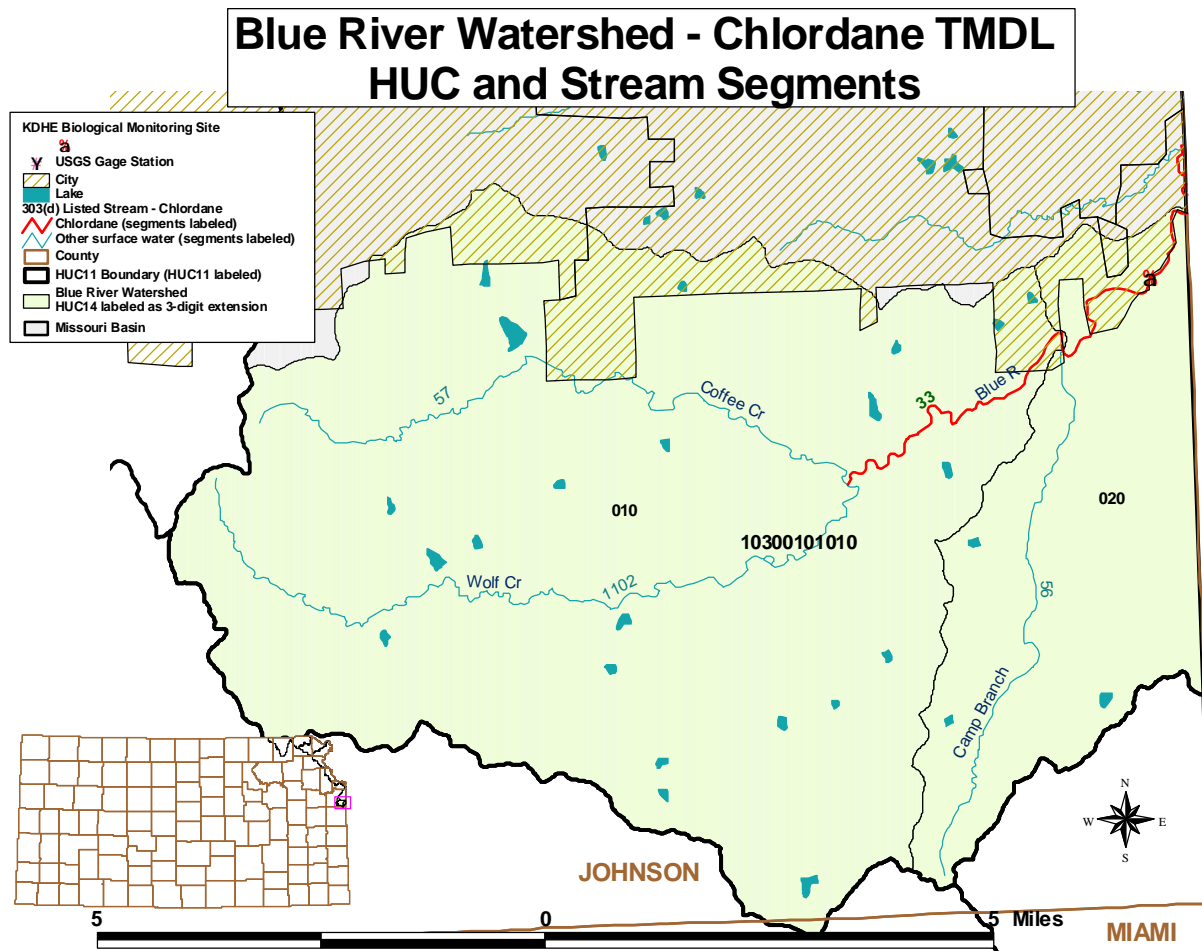 Blue River Watershed - Chlordane TMDL
HUC and Stream Segments
KDHE Biological Monitoring Site
%
a
¥ USGS Gage Station
City
Lake
303(d) Listed Stream - Chlordane
Chlordane (segments labeled)
Other surface water (segments labeled)
County
HUC11 Boundary (HUC11 labeled)
Blue River Watershed
HUC14 labeled as 3-digit extension
Missouri Basin
%
a
57
Coffee Cr
33
Blue R
010
020
10300101010
Wolf Cr
1102
56
Camp Branch
N
W
E
S
JOHNSON
5
0
5 Miles
MIAMI